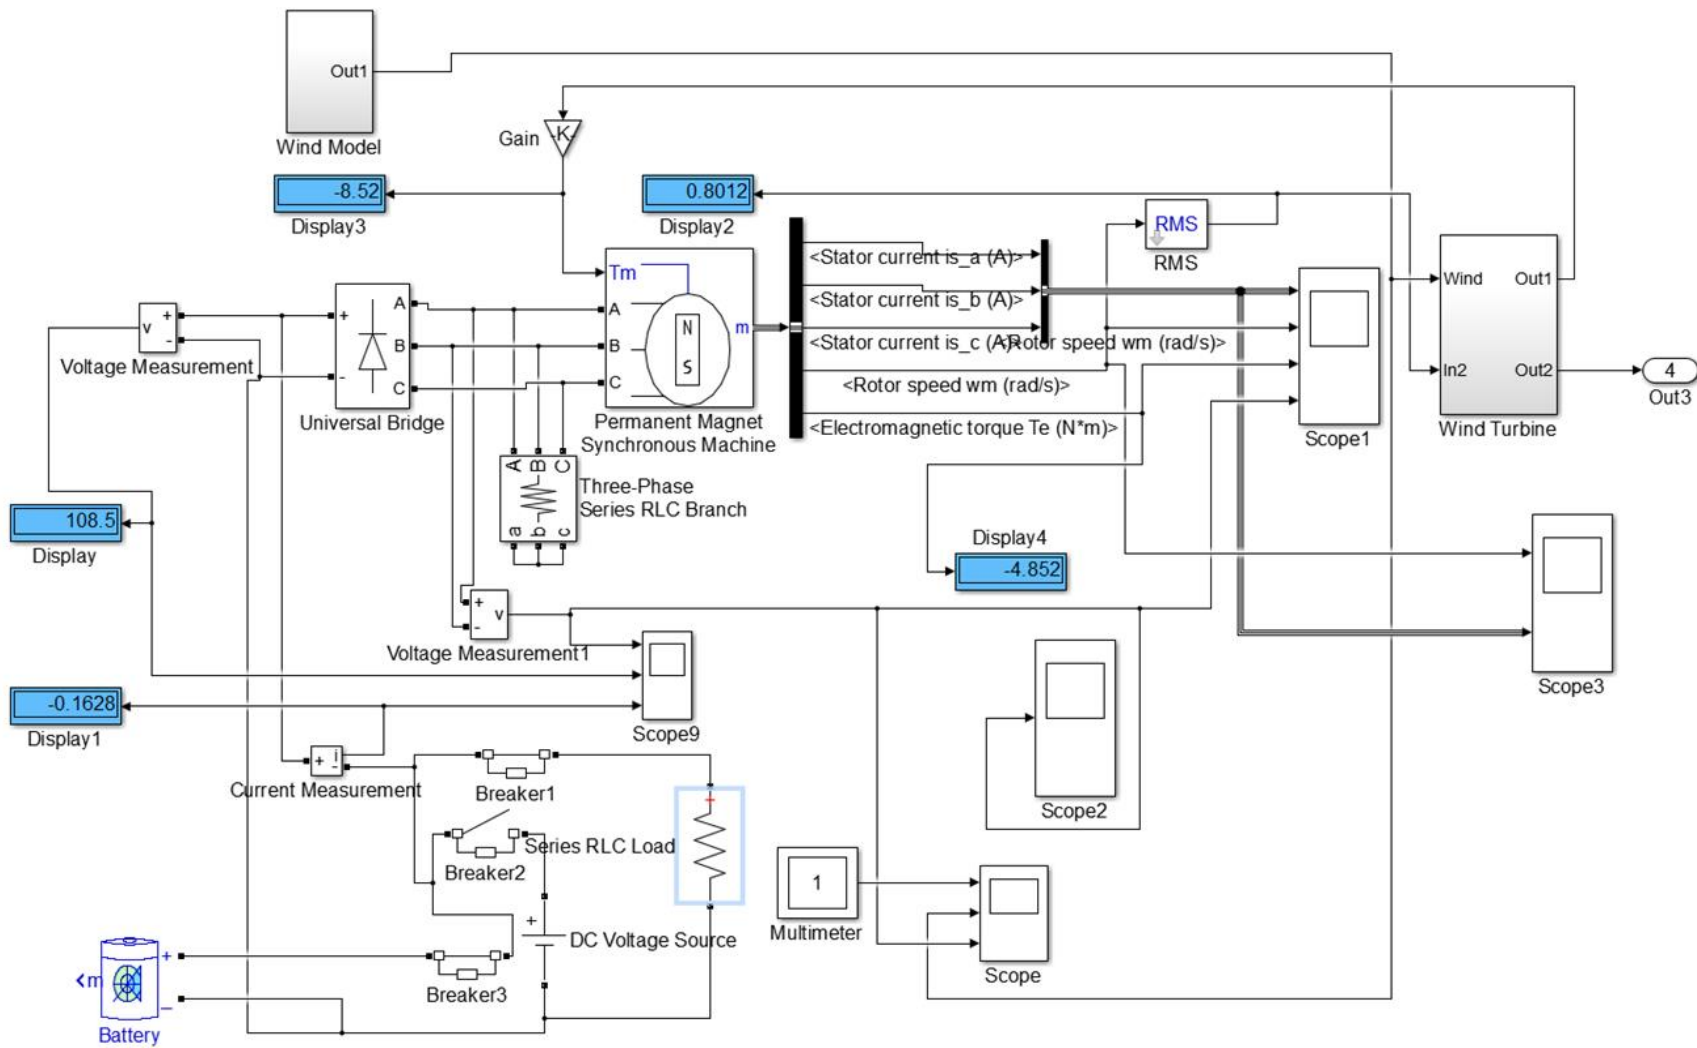 Out1
Wind Model
Gain
-K-
-8.52
Display3
0.8012
Display2
RMS
RMS
<Stator current is_a (A)>
<Stator current is_b (A)>
<Stator current is_c (A)>
<Rotor speed wm (rad/s)>
<Rotor speed wm (rad/s)>
<Electromagnetic torque Te (N*m)>
Tm
A
B
C
m
N
S
Permanent Magnet
Synchronous Machine
v
+
-
Voltage Measurement
+
-
A
B
C
Universal Bridge
Scope1
Wind
In2
Out1
Out2
Wind Turbine
4
Out3
A
B
C
a
b
c
Three-Phase
Series RLC Branch
108.5
Display
Display4
-4.852
+
-
v
Voltage Measurement1
Scope9
Scope3
-0.1628
Display1
+
i
-
Current Measurement
Breaker1
+
Series RLC Load
Breaker2
Scope2
1
Multimeter
Scope
+
DC Voltage Source
Breaker3
<m
+
–
Battery